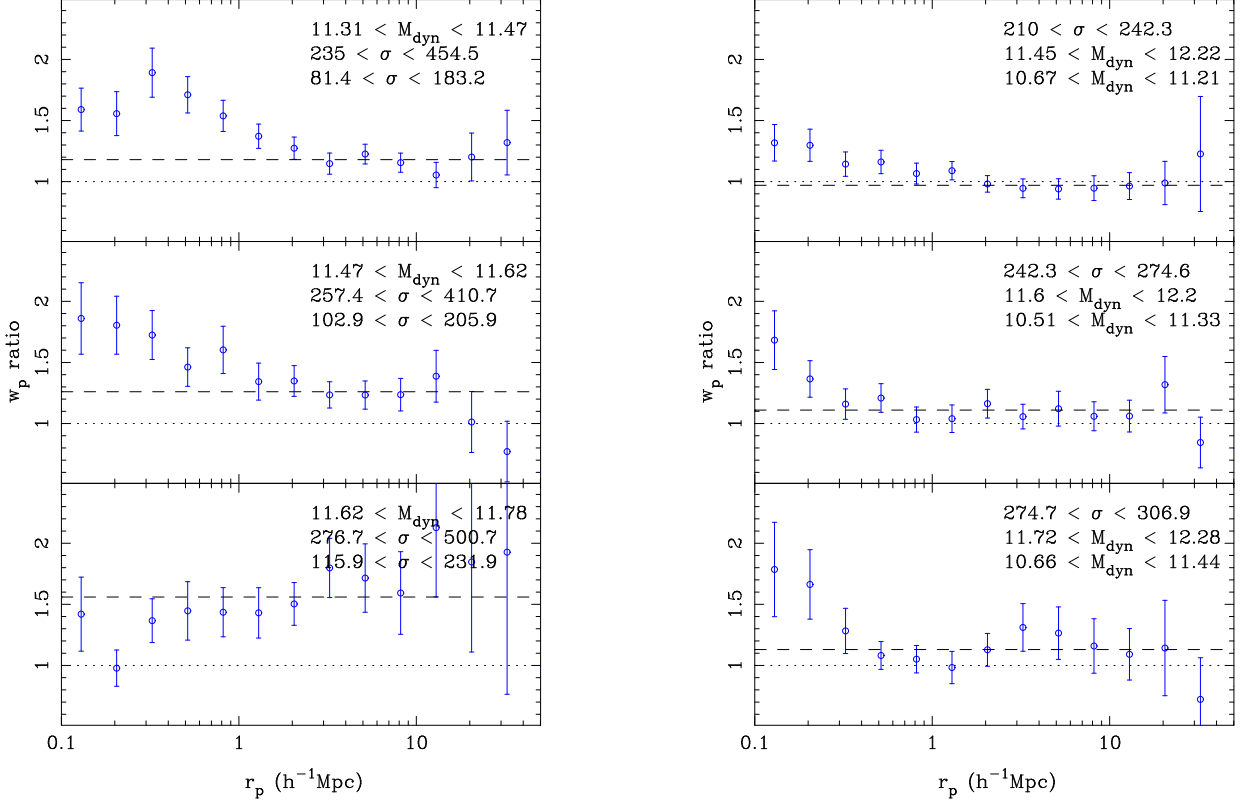 11.31 < M_dyn < 11.47
235 < σ < 454.5
81.4 < σ < 183.2
2
1.5
1
11.47 < M_dyn < 11.62
257.4 < σ < 410.7
102.9 < σ < 205.9
2
1.5
1
w_p ratio
11.62 < M_dyn < 11.78
276.7 < σ < 500.7
115.9 < σ < 231.9
2
1.5
1
0.1 1 10
r_p (h^-1 Mpc)
210 < σ < 242.3
11.45 < M_dyn < 12.22
10.67 < M_dyn < 11.21
2
1.5
1
242.3 < σ < 274.6
11.6 < M_dyn < 12.2
10.51 < M_dyn < 11.33
2
1.5
1
w_p ratio
274.7 < σ < 306.9
11.72 < M_dyn < 12.28
10.66 < M_dyn < 11.44
2
1.5
1
0.1 1 10
r_p (h^-1 Mpc)